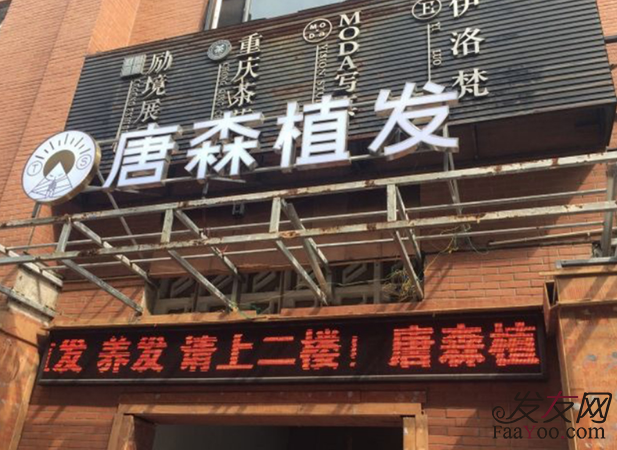 励境展
重庆茶
MODA写
伊洛梵
唐森植发
发 养发 请上二楼! 唐森植
发友网
FaaYoo.com